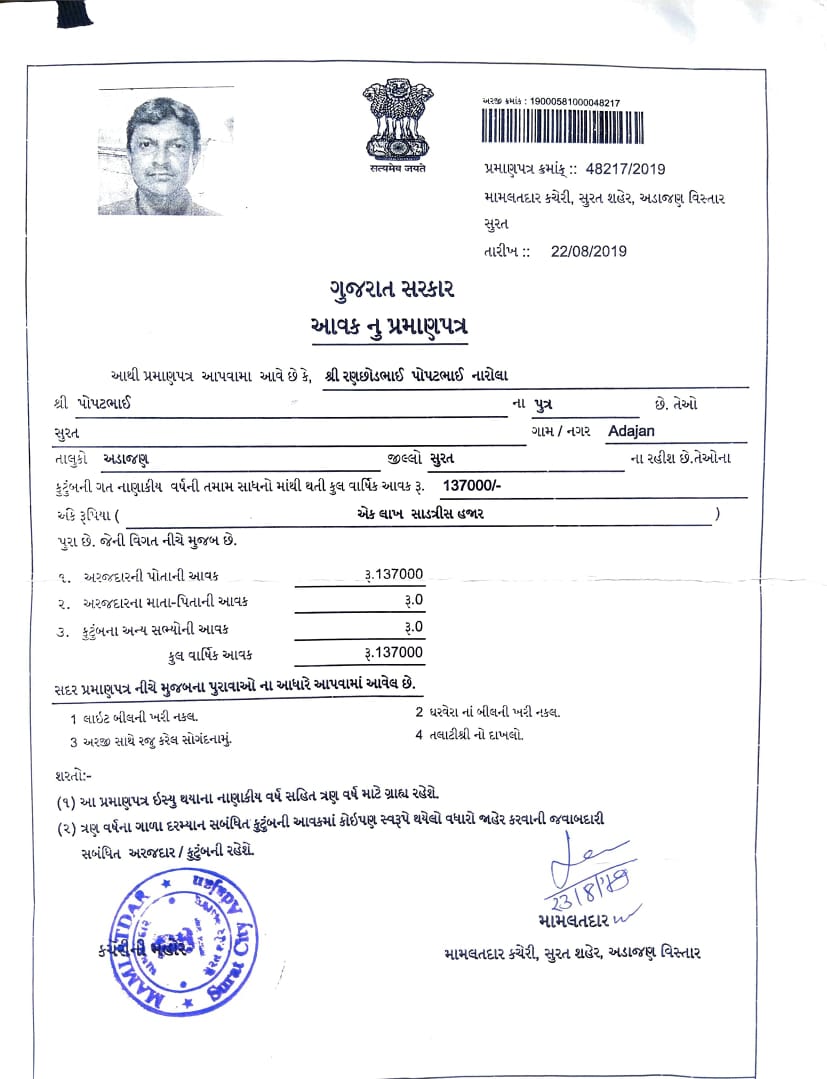 सत्यमेव जयते
અરજી ક્રમાંક : 19000581000048217
પ્રમાણપત્ર ક્રમાંક્ :: 48217/2019
મામલતદાર કચેરી, સુરત શહેર, અડાજણ વિસ્તાર
સુરત
તારીખ :: 22/08/2019
ગુજરાત સરકાર
આવક નુ પ્રમાણપત્ર
આથી પ્રમાણપત્ર આપવામા આવે છે કે, શ્રી રણછોડભાઈ પોપટભાઈ નારોલા
શ્રી પોપટભાઈ ના પુત્ર છે. તેઓ
સુરત ગામ / નગર Adajan
તાલુકો અડાજણ જીલ્લો સુરત ના રહીશ છે.તેઓના
કુટુંબની ગત નાણાકીય વર્ષની તમામ સાધનો માંથી થતી કુલ વાર્ષિક આવક રૂ. 137000/-
અંકે રૂપિયા ( એક લાખ સાડત્રીસ હજાર )
પુરા છે. જેની વિગત નીચે મુજબ છે.
૧. અરજદારની પોતાની આવક રૂ.137000
૨. અરજદારના માતા-પિતાની આવક રૂ.0
૩. કુટુંબના અન્ય સભ્યોની આવક રૂ.0
કુલ વાર્ષિક આવક રૂ.137000
સદર પ્રમાણપત્ર નીચે મુજબના પુરાવાઓ ના આધારે આપવામાં આવેલ છે.
1 લાઇટ બીલની ખરી નકલ. 2 ઘરવેરા નાં બીલની ખરી નકલ.
3 અરજી સાથે રજુ કરેલ સોગંદનામું. 4 તલાટીશ્રી નો દાખલો.
શરતો:-
(૧) આ પ્રમાણપત્ર ઇસ્યુ થયાના નાણાકીય વર્ષ સહિત ત્રણ વર્ષ માટે ગ્રાહ્ય રહેશે.
(૨) ત્રણ વર્ષના ગાળા દરમ્યાન સબંધિત કુટુંબની આવકમાં કોઇપણ સ્વરૂપે થયેલો વધારો જાહેર કરવાની જવાબદારી
સબંધિત અરજદાર / કુટુંબની રહેશે.
23/8/19
મામલતદાર
કચેરીની મહોર
મામલતદાર કચેરી, સુરત શહેર, અડાજણ વિસ્તાર
MAMLATDAR
Surat City Adajan